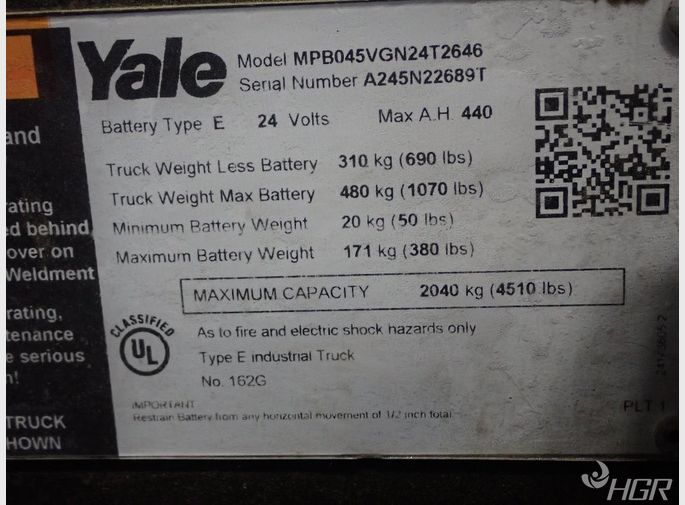 Yale
Model MPB045VGN24T2646
Serial Number A245N22689T
Battery Type E 24 Volts Max A.H. 440
Truck Weight Less Battery 310 kg (690 lbs)
Truck Weight Max Battery 480 kg (1070 lbs)
Minimum Battery Weight 20 kg (50 lbs)
Maximum Battery Weight 171 kg (380 lbs)
MAXIMUM CAPACITY 2040 kg (4510 lbs)
CLASSIFIED
UL
As to fire and electric shock hazards only
Type E industrial Truck
No. 162G
IMPORTANT
Restrain Battery from any horizontal movement of 1/2 inch total
PLT 1
and
rating
ed behind
over on
Weldment
rating,
tenance
e serious
n!
TRUCK
HOWN
HGR